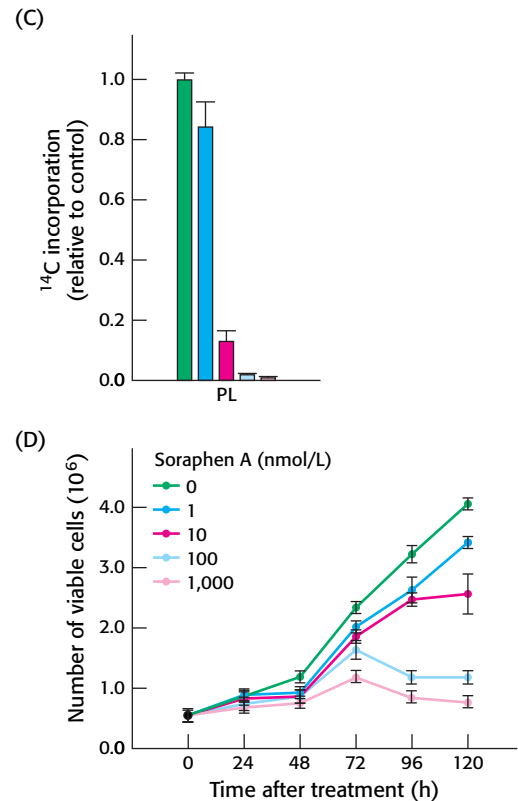 (C)
¹⁴C incorporation
(relative to control)
1.0
0.8
0.6
0.4
0.2
0.0
PL
(D)
Number of viable cells (10⁶)
Soraphen A (nmol/L)
0
1
10
100
1,000
4.0
3.0
2.0
1.0
0.0
0 24 48 72 96 120
Time after treatment (h)